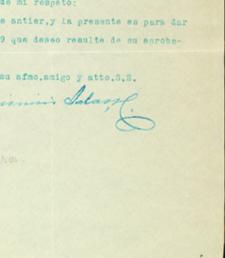 de mi respeto:
e antier,y la presente es para dar
9 que deseo resulte de su aprobe-
su afmo.amigo y atto.S.S.
Salas